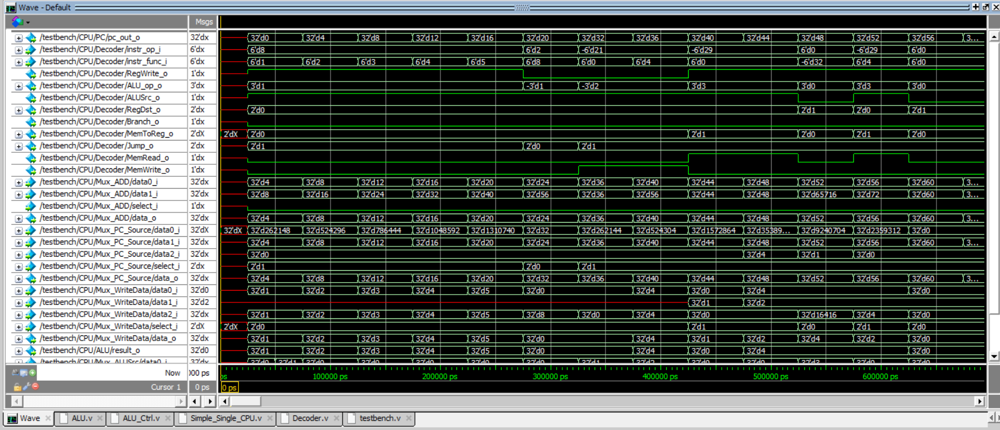 Wave - Default
Msgs
/testbench/CPU/PC/pc_out_o 32'dx 32'd0 32'd4 32'd8 32'd12 32'd16 32'd20 32'd32 32'd36 32'd40 32'd44 32'd48 32'd52 32'd56 3...
/testbench/CPU/Decoder/instr_op_i 6'dx 6'd8 6'd2 -6'd21 -6'd29 6'd0 -6'd29 6'd0
/testbench/CPU/Decoder/instr_func_i 6'dx 6'd1 6'd2 6'd3 6'd4 6'd5 6'd8 6'd0 6'd4 6'd0 -6'd32 6'd4 6'd0
/testbench/CPU/Decoder/RegWrite_o 1'dx
/testbench/CPU/Decoder/ALU_op_o 3'dx 3'd1 -3'd1 -3'd2 3'd3 3'd0 3'd3 3'd0
/testbench/CPU/Decoder/ALUSrc_o 1'dx
/testbench/CPU/Decoder/RegDst_o 2'dx 2'd0 2'd1 2'd0 2'd1
/testbench/CPU/Decoder/Branch_o 1'dx
/testbench/CPU/Decoder/MemToReg_o 2'dX 2'dX 2'd0 2'd1 2'd0 2'd1 2'd0
/testbench/CPU/Decoder/Jump_o 2'dx 2'd1 2'd0 2'd1
/testbench/CPU/Decoder/MemRead_o 1'dx
/testbench/CPU/Decoder/MemWrite_o 1'dx
/testbench/CPU/Mux_ADD/data0_i 32'dx 32'd4 32'd8 32'd12 32'd16 32'd20 32'd24 32'd36 32'd40 32'd44 32'd48 32'd52 32'd56 32'd60 3...
/testbench/CPU/Mux_ADD/data1_i 32'dx 32'd8 32'd16 32'd24 32'd32 32'd40 32'd56 32'd36 32'd56 32'd44 32'd48 32'd65716 32'd72 32'd60 3...
/testbench/CPU/Mux_ADD/select_i 1'dx
/testbench/CPU/Mux_ADD/data_o 32'dx 32'd4 32'd8 32'd12 32'd16 32'd20 32'd24 32'd36 32'd40 32'd44 32'd48 32'd52 32'd56 32'd60 3...
/testbench/CPU/Mux_PC_Source/data0_i 32'dX 32'dX 32'd262148 32'd524296 32'd786444 32'd1048592 32'd1310740 32'd32 32'd262144 32'd524304 32'd1572864 32'd35389... 32'd9240704 32'd2359312 32'd0
/testbench/CPU/Mux_PC_Source/data1_i 32'dx 32'd4 32'd8 32'd12 32'd16 32'd20 32'd24 32'd36 32'd40 32'd44 32'd48 32'd52 32'd56 32'd60 3...
/testbench/CPU/Mux_PC_Source/data2_i 32'dx 32'd0 32'd4 32'd1 32'd0
/testbench/CPU/Mux_PC_Source/select_i 2'dx 2'd1 2'd0 2'd1
/testbench/CPU/Mux_PC_Source/data_o 32'dx 32'd4 32'd8 32'd12 32'd16 32'd20 32'd32 32'd36 32'd40 32'd44 32'd48 32'd52 32'd56 32'd60 3...
/testbench/CPU/Mux_WriteData/data0_i 32'd0 32'd1 32'd2 32'd3 32'd4 32'd5 32'd0 32'd4 32'd0 32'd4 32'd0
/testbench/CPU/Mux_WriteData/data1_i 32'd2 32'd1 32'd2
/testbench/CPU/Mux_WriteData/data2_i 32'dx 32'd1 32'd2 32'd3 32'd4 32'd5 32'd8 32'd0 32'd4 32'd0 32'd16416 32'd4 32'd0
/testbench/CPU/Mux_WriteData/select_i 2'dX 2'dX 2'd0 2'd1 2'd0 2'd1 2'd0
/testbench/CPU/Mux_WriteData/data_o 32'dx 32'd1 32'd2 32'd3 32'd4 32'd5 32'd0 32'd4 32'd1 32'd2 32'd4 32'd2 32'd0
/testbench/CPU/ALU/result_o 32'd0 32'd1 32'd2 32'd3 32'd4 32'd5 32'd0 32'd4 32'd0 32'd4 32'd0
/testbench/CPU/Mux_ALUSrc/data0_i 32'dx 32'd0 32'd1 32'd0 32'd0 32'd0 32'd0 32'd0 32'd1 32'd2 32'd0 32'd0 32'd3 32'd0 32'd0
Now 000 ps ps 100000 ps 200000 ps 300000 ps 400000 ps 500000 ps 600000 ps
Cursor 1 0 ps 0 ps
Wave ALU.v ALU_Ctrl.v Simple_Single_CPU.v Decoder.v testbench.v